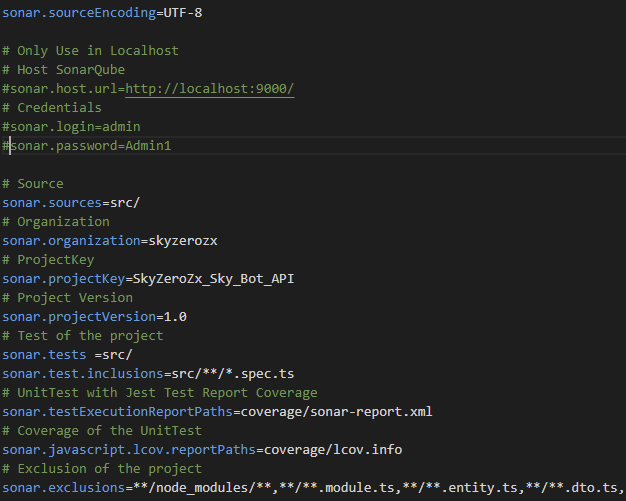 sonar.sourceEncoding=UTF-8
# Only Use in Localhost
# Host SonarQube
#sonar.host.url=http://localhost:9000/
# Credentials
#sonar.login=admin
#sonar.password=Admin1
# Source
sonar.sources=src/
# Organization
sonar.organization=skyzerozx
# ProjectKey
sonar.projectKey=SkyZeroZx_Sky_Bot_API
# Project Version
sonar.projectVersion=1.0
# Test of the project
sonar.tests =src/
sonar.test.inclusions=src/**/*.spec.ts
# UnitTest with Jest Test Report Coverage
sonar.testExecutionReportPaths=coverage/sonar-report.xml
# Coverage of the UnitTest
sonar.javascript.lcov.reportPaths=coverage/lcov.info
# Exclusion of the project
sonar.exclusions=**/node_modules/**,**/**.module.ts,**/**.entity.ts,**/**.dto.ts,